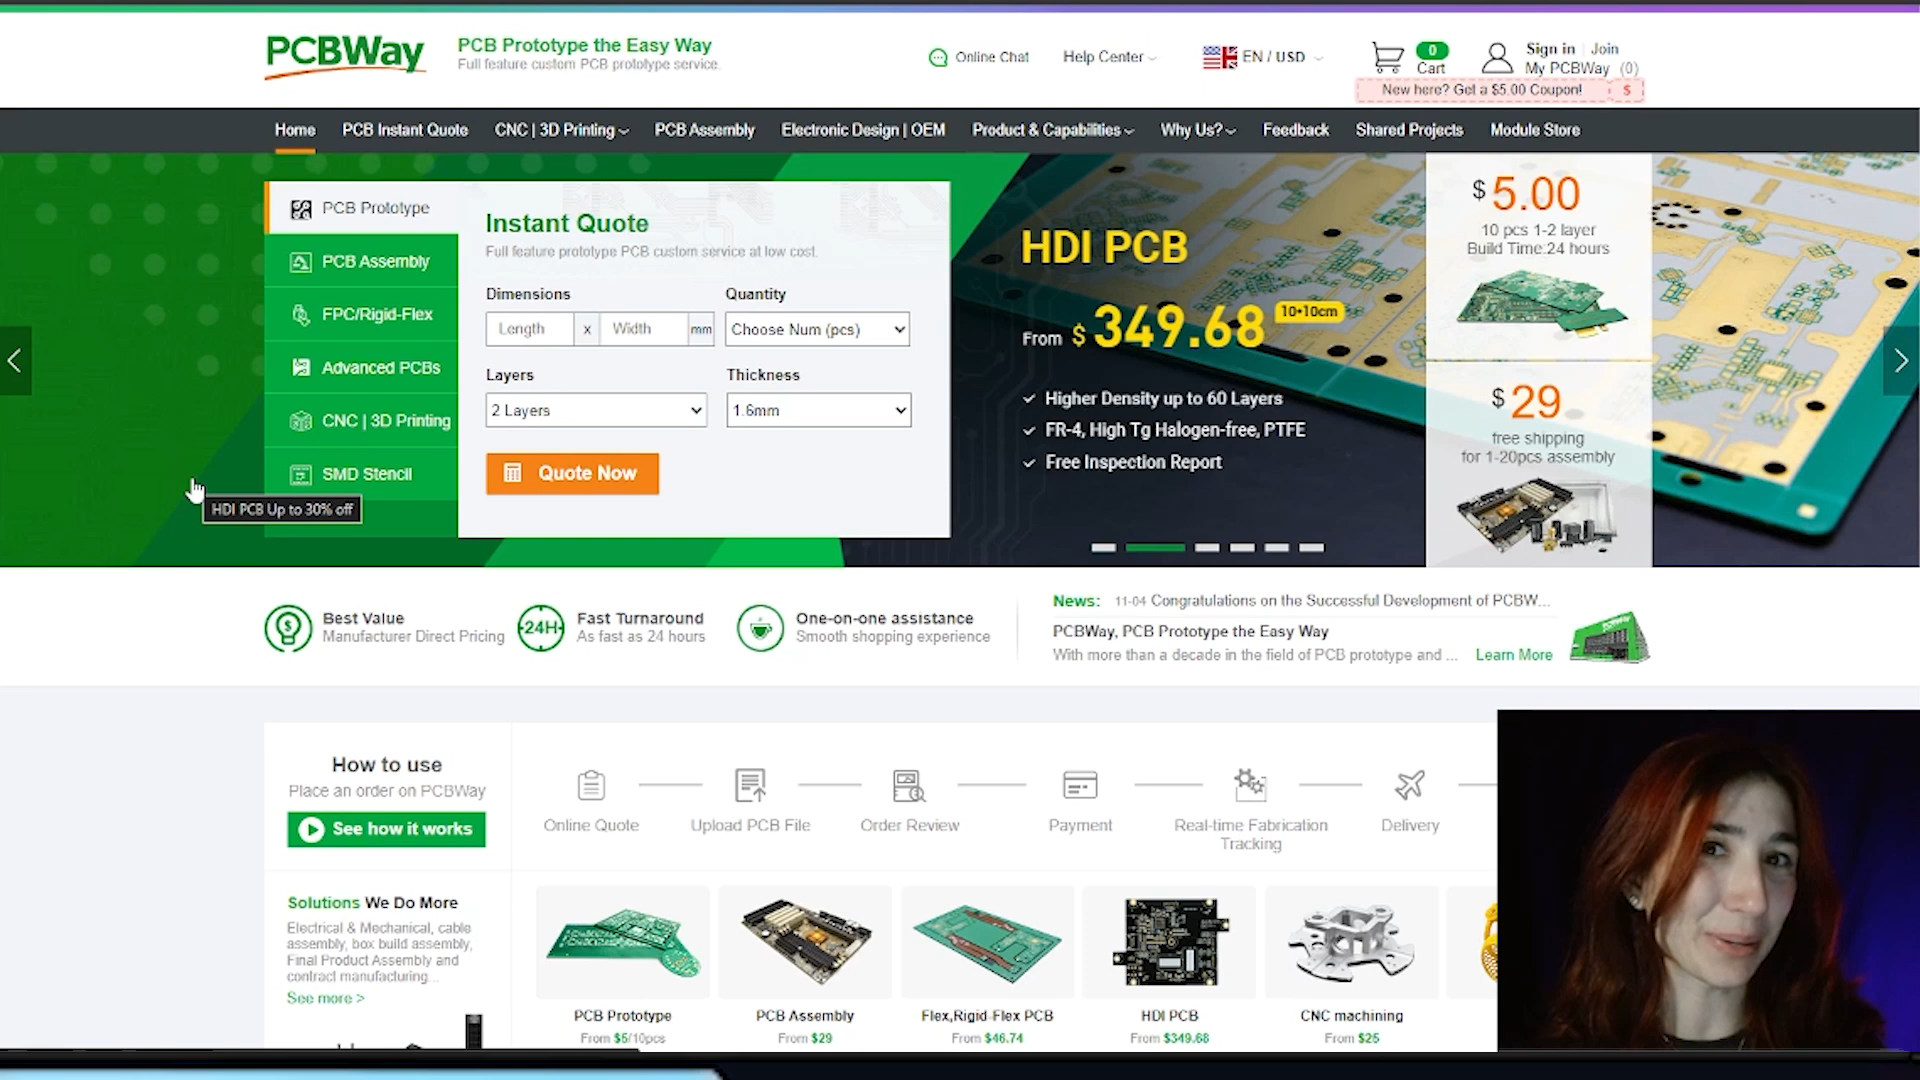 PCBWay
PCB Prototype the Easy Way
Full feature custom PCB prototype service.
Online Chat
Help Center
EN / USD
0
Cart
Sign in | Join
My PCBWay (0)
New here? Get a $5.00 Coupon! $
Home
PCB Instant Quote
CNC | 3D Printing
PCB Assembly
Electronic Design | OEM
Product & Capabilities
Why Us?
Feedback
Shared Projects
Module Store
PCB Prototype
PCB Assembly
FPC/Rigid-Flex
Advanced PCBs
CNC | 3D Printing
SMD Stencil
HDI PCB Up to 30% off
Instant Quote
Full feature prototype PCB custom service at low cost.
Dimensions
Quantity
Length x Width mm
Choose Num (pcs)
Layers
Thickness
2 Layers
1.6mm
Quote Now
HDI PCB
From $ 349.68 10*10cm
Higher Density up to 60 Layers
FR-4, High Tg Halogen-free, PTFE
Free Inspection Report
$ 5.00
10 pcs 1-2 layer
Build Time:24 hours
$ 29
free shipping
for 1-20pcs assembly
Best Value
Manufacturer Direct Pricing
24H
Fast Turnaround
As fast as 24 hours
One-on-one assistance
Smooth shopping experience
News: 11-04 Congratulations on the Successful Development of PCBW...
PCBWay, PCB Prototype the Easy Way
With more than a decade in the field of PCB prototype and ... Learn More
How to use
Place an order on PCBWay
See how it works
Online Quote
Upload PCB File
Order Review
Payment
Real-time Fabrication
Tracking
Delivery
Solutions We Do More
Electrical & Mechanical, cable
assembly, box build assembly,
Final Product Assembly and
contract manufacturing...
See more >
PCB Prototype
From $5/10pcs
PCB Assembly
From $29
Flex,Rigid-Flex PCB
From $46.74
HDI PCB
From $349.68
CNC machining
From $25